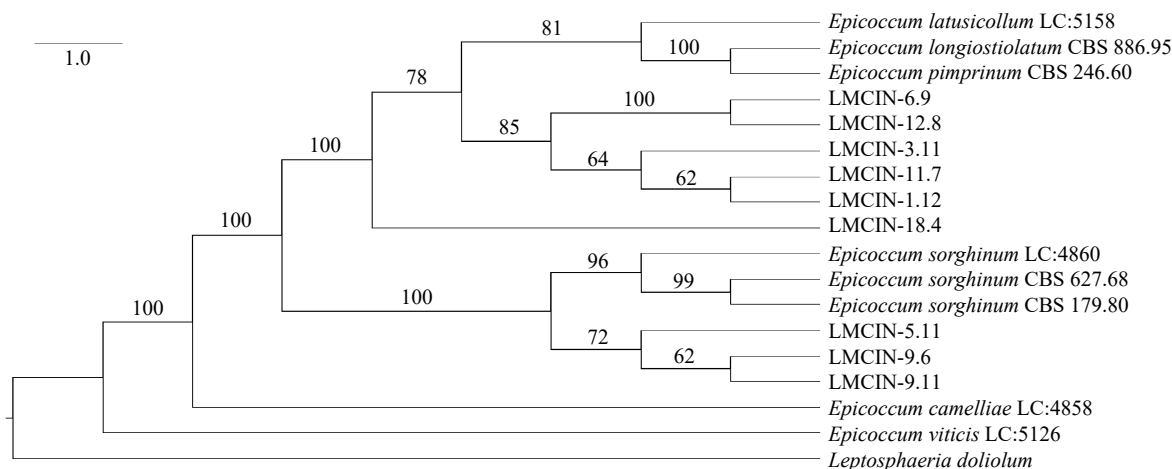 Epicoccum latusicollum LC:5158
81
Epicoccum longiostiolatum CBS 886.95
100
1.0
Epicoccum pimprinum CBS 246.60
78
LMCIN-6.9
100
LMCIN-12.8
85
LMCIN-3.11
100
64
LMCIN-11.7
62
LMCIN-1.12
100
LMCIN-18.4
Epicoccum sorghinum LC:4860
96
Epicoccum sorghinum CBS 627.68
99
100
Epicoccum sorghinum CBS 179.80
100
LMCIN-5.11
72
LMCIN-9.6
62
LMCIN-9.11
Epicoccum camelliae LC:4858
Epicoccum viticis LC:5126
Leptosphaeria doliolum